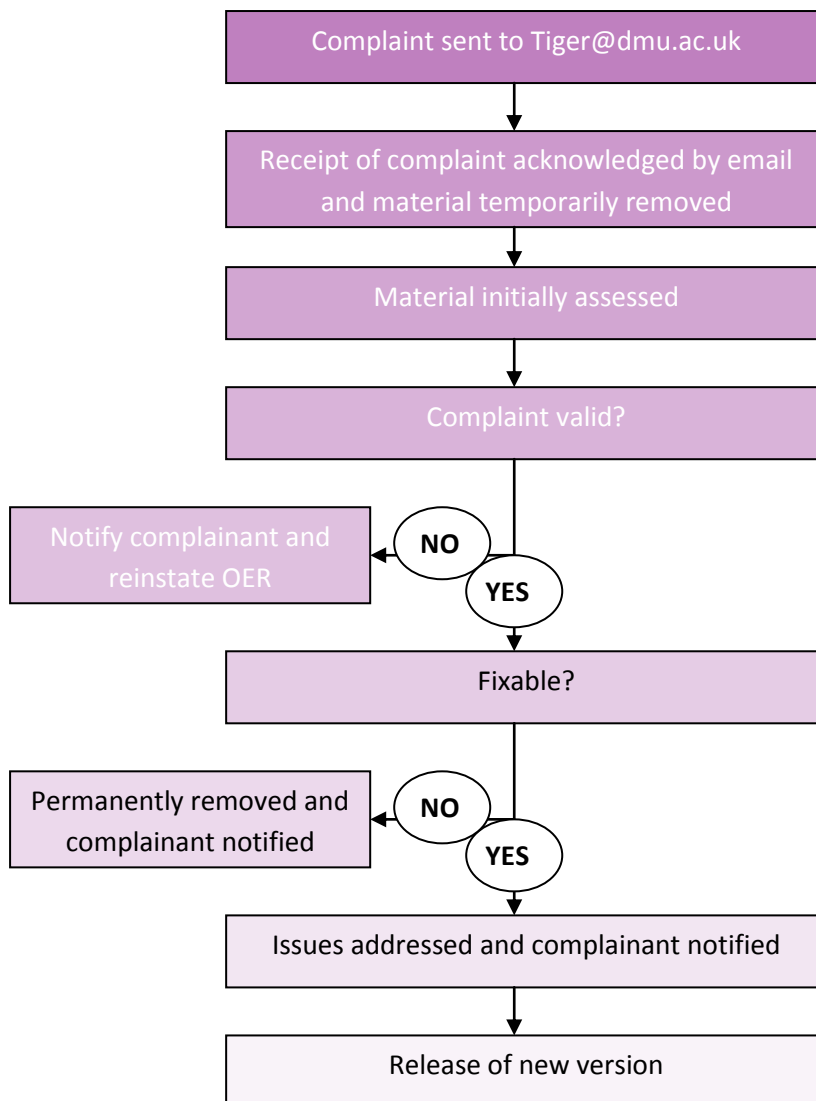 Complaint sent to Tiger@dmu.ac.uk
Receipt of complaint acknowledged by email
and material temporarily removed
Material initially assessed
Complaint valid?
Notify complainant and
reinstate OER
NO
YES
Fixable?
Permanently removed and
complainant notified
NO
YES
Issues addressed and complainant notified
Release of new version